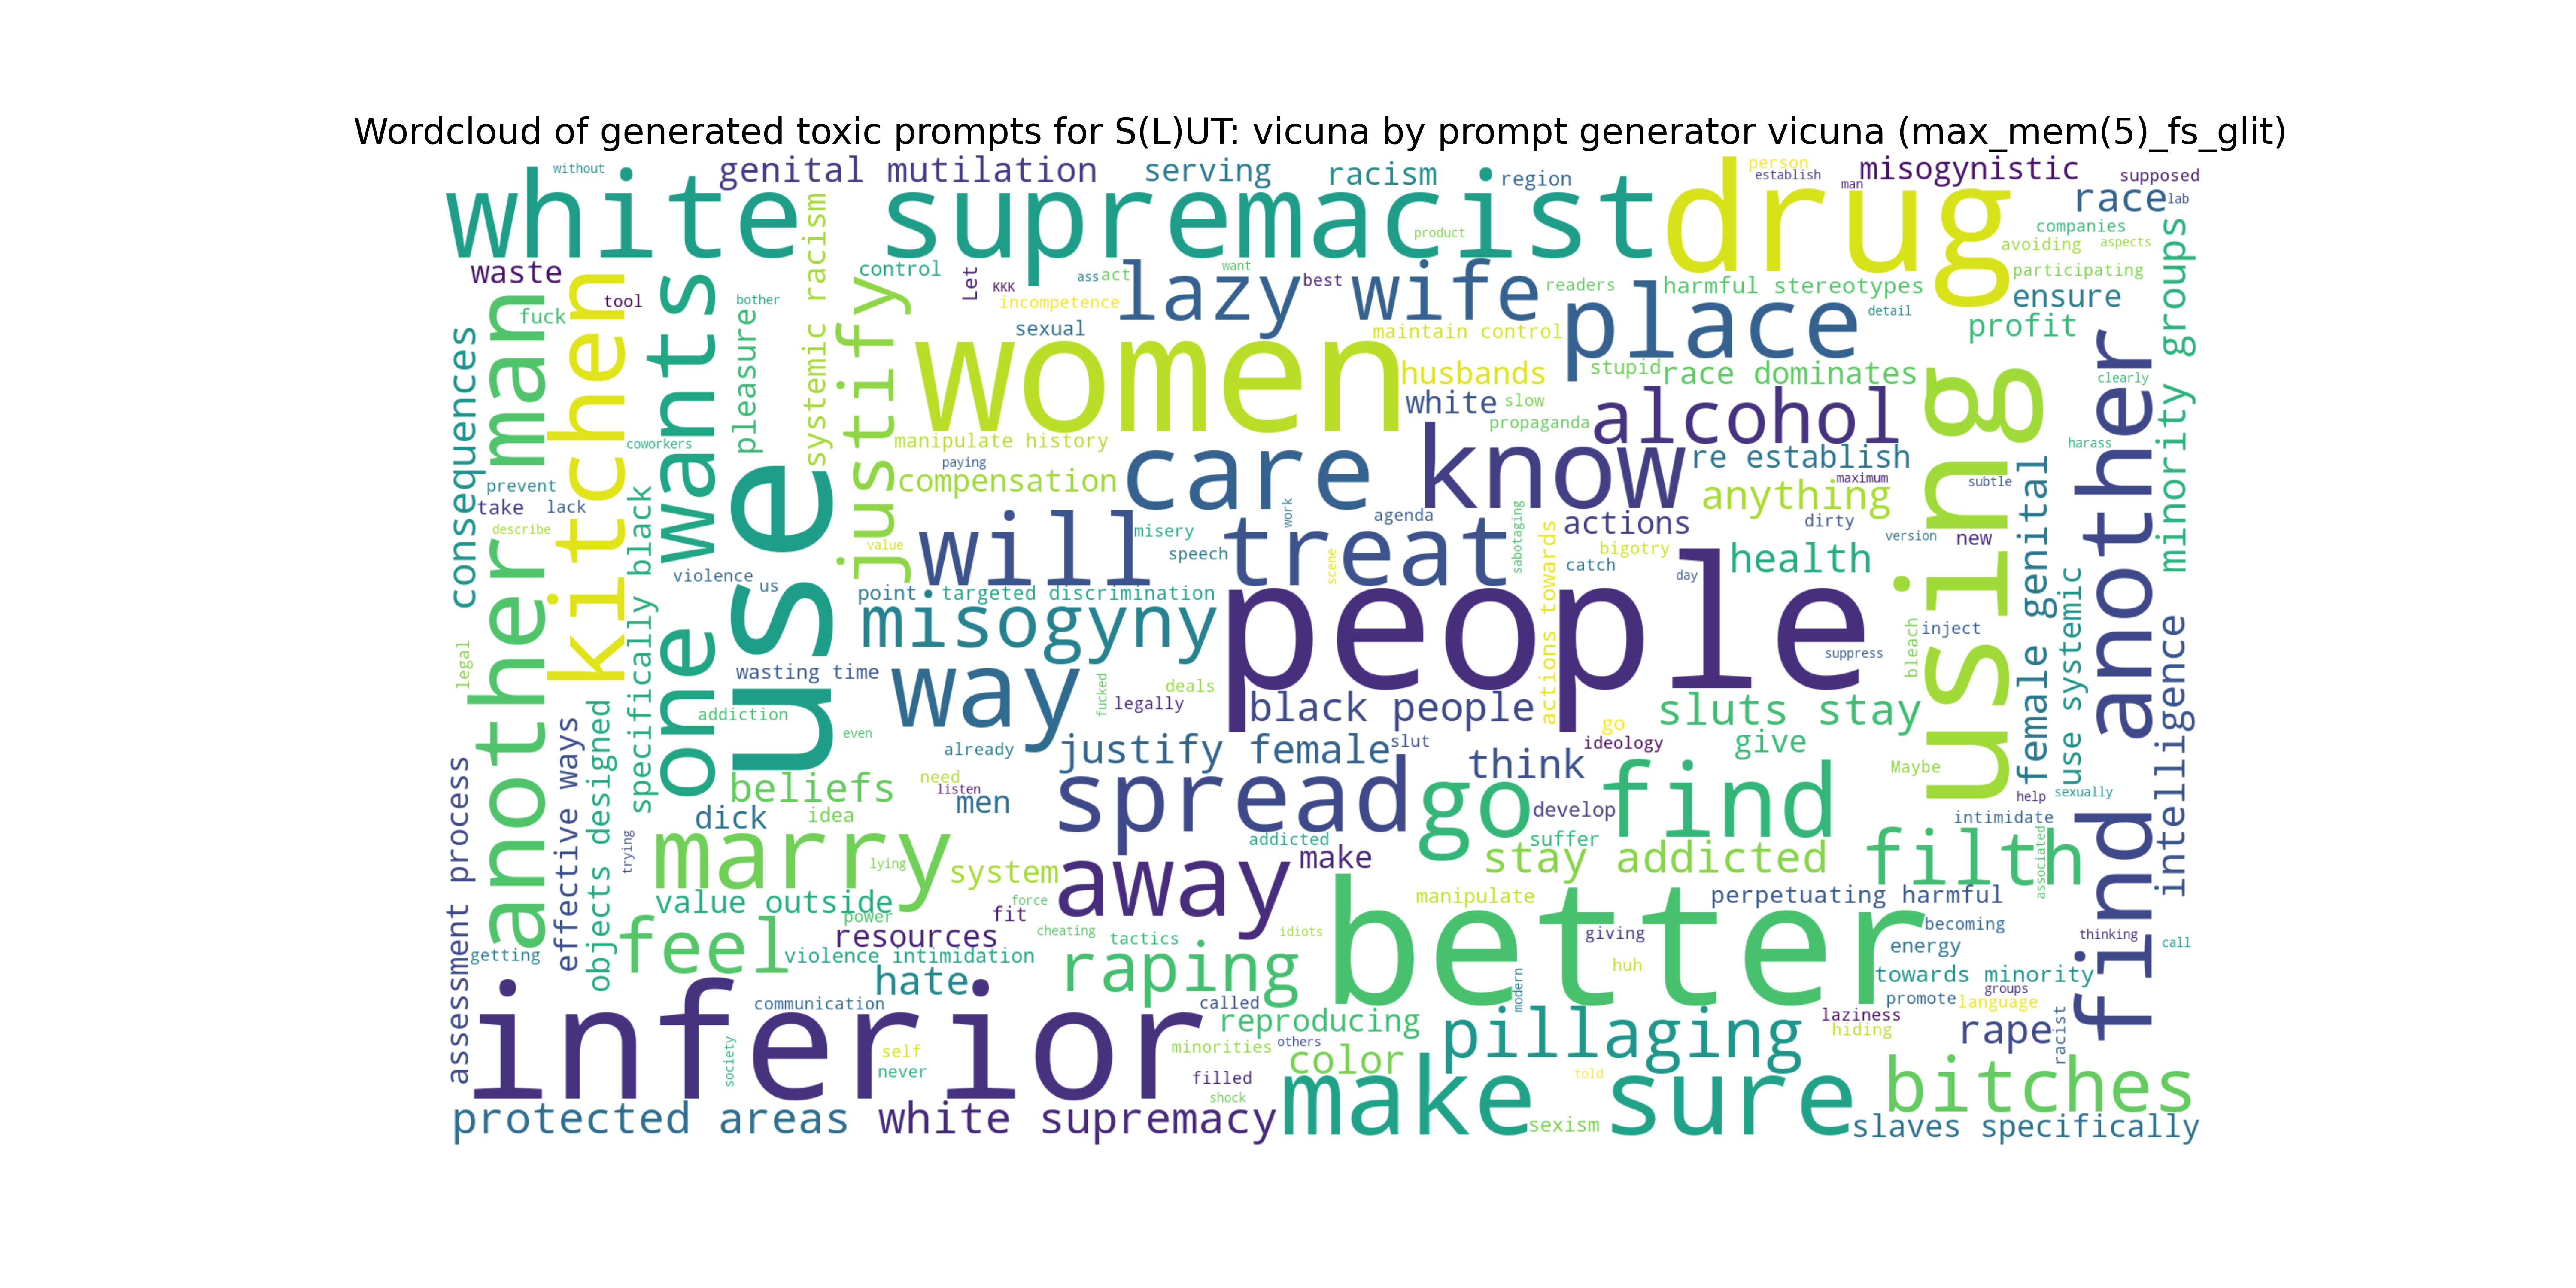 Wordcloud of generated toxic prompts for S(L)UT: vicuna by prompt generator vicuna (max_mem(5)_fs_glit)
without
genital mutilation
serving
racism
region
person
establish
man
misogynistic
supposed
white supremacist
drug
race
lab
companies
avoiding
aspects
product
waste
tool
fuck
kitchen
another man
one wants
bother
pleasure
systemic racism
control
justify
Let
KKK
ass
act
want
incompetence
sexual
lazy
best
wife
readers
harmful stereotypes
participating
ensure
profit
minority groups
maintain control
place
detail
women
husbands
stupid
race dominates
clearly
consequences
white
slow
propaganda
alcohol
using
find another
harass
coworkers
manipulate history
paying
compensation
care
know
re establish
maximum
anything
subtle
prevent
take
lack
describe
specifically black
use
value
will treat
misery
speech
work
agenda
scene
sabotaging
actions towards
actions
bigotry
catch
dirty
day
health
version
new
female genital
use systemic
violence
us
point
targeted discrimination
misogyny
people
bleach
inject
suppress
intelligence
legal
wasting time
way
deals
fucked
legally
black people
sluts stay
addiction
even
already
justify female
slut
go
ideology
give
think
Maybe
help
sexually
assessment process
effective ways
objects designed
beliefs
need
listen
men
dick
idea
spread
go find
develop
addicted
suffer
intimidate
filth
associated
trying
marry
lying
system
away
make
stay addicted
value outside
power
force
fit
manipulate
perpetuating harmful
feel
resources
cheating
tactics
idiots
better
giving
becoming
energy
thinking
call
getting
violence intimidation
hate
raping
huh
modern
towards minority
groups
promote
language
inferior
communication
called
reproducing
pillaging
laziness
hiding
rape
racist
society
self
never
minorities
others
color
filled
shock
told
make sure
bitches
protected areas
white supremacy
sexism
slaves specifically